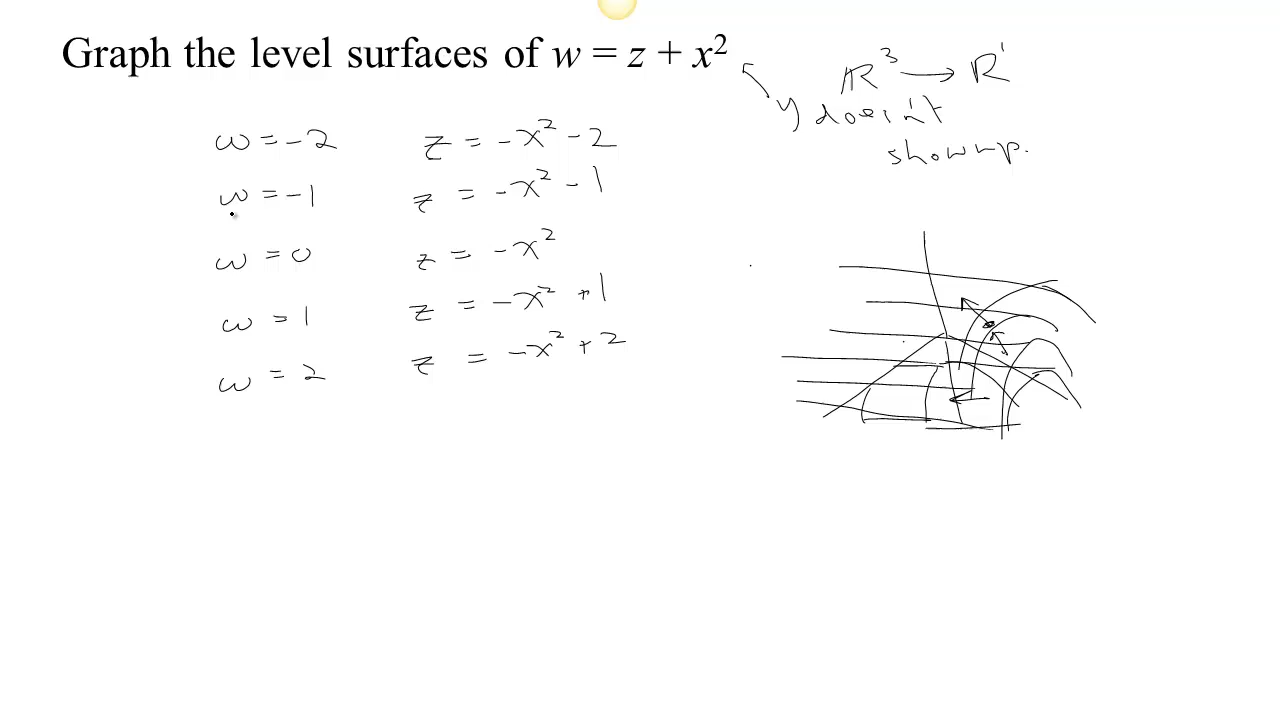 Graph the level surfaces of w = z + x²
ℝ³ → ℝ¹
y doesn't
show up.
w = -2 z = -x² - 2
w = -1 z = -x² - 1
w = 0 z = -x²
w = 1 z = -x² + 1
w = 2 z = -x² + 2